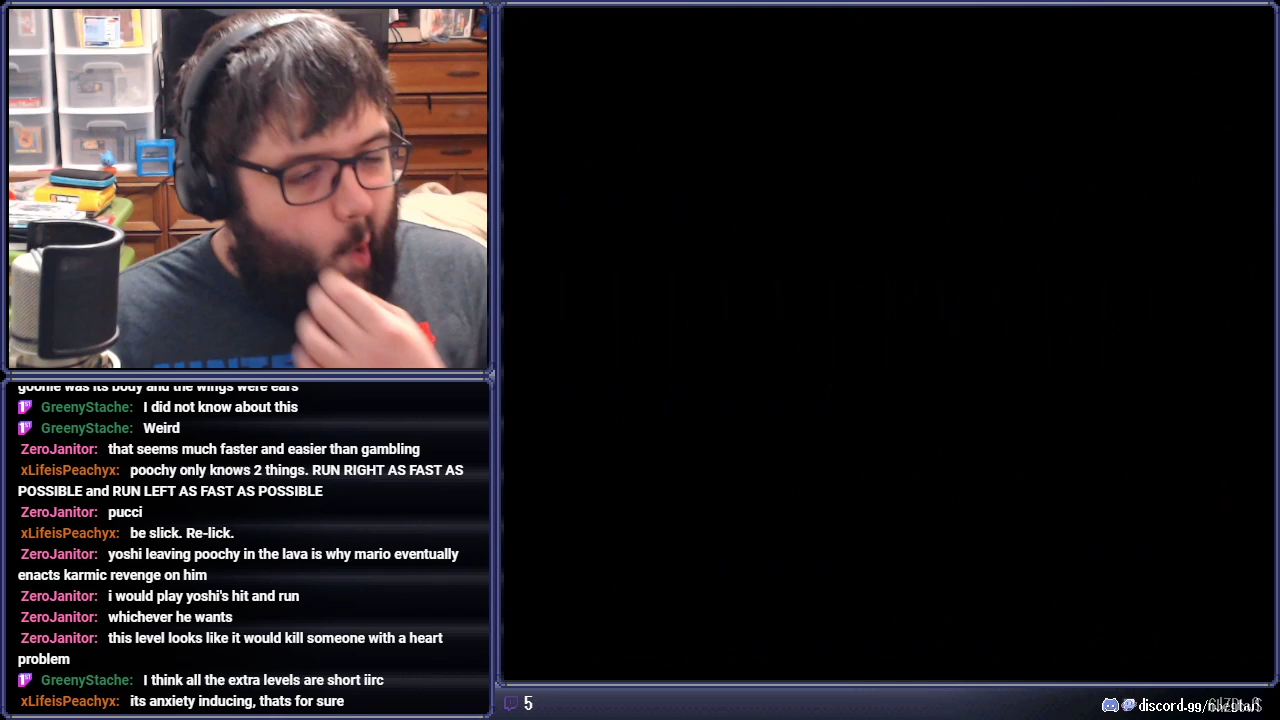 goonie was its body and the wings were ears
GreenyStache: I did not know about this
GreenyStache: Weird
ZeroJanitor: that seems much faster and easier than gambling
xLifeisPeachyx: poochy only knows 2 things. RUN RIGHT AS FAST AS
POSSIBLE and RUN LEFT AS FAST AS POSSIBLE
ZeroJanitor: pucci
xLifeisPeachyx: be slick. Re-lick.
ZeroJanitor: yoshi leaving poochy in the lava is why mario eventually
enacts karmic revenge on him
ZeroJanitor: i would play yoshi's hit and run
ZeroJanitor: whichever he wants
ZeroJanitor: this level looks like it would kill someone with a heart
problem
GreenyStache: I think all the extra levels are short iirc
xLifeisPeachyx: its anxiety inducing, thats for sure
5
discord.gg/